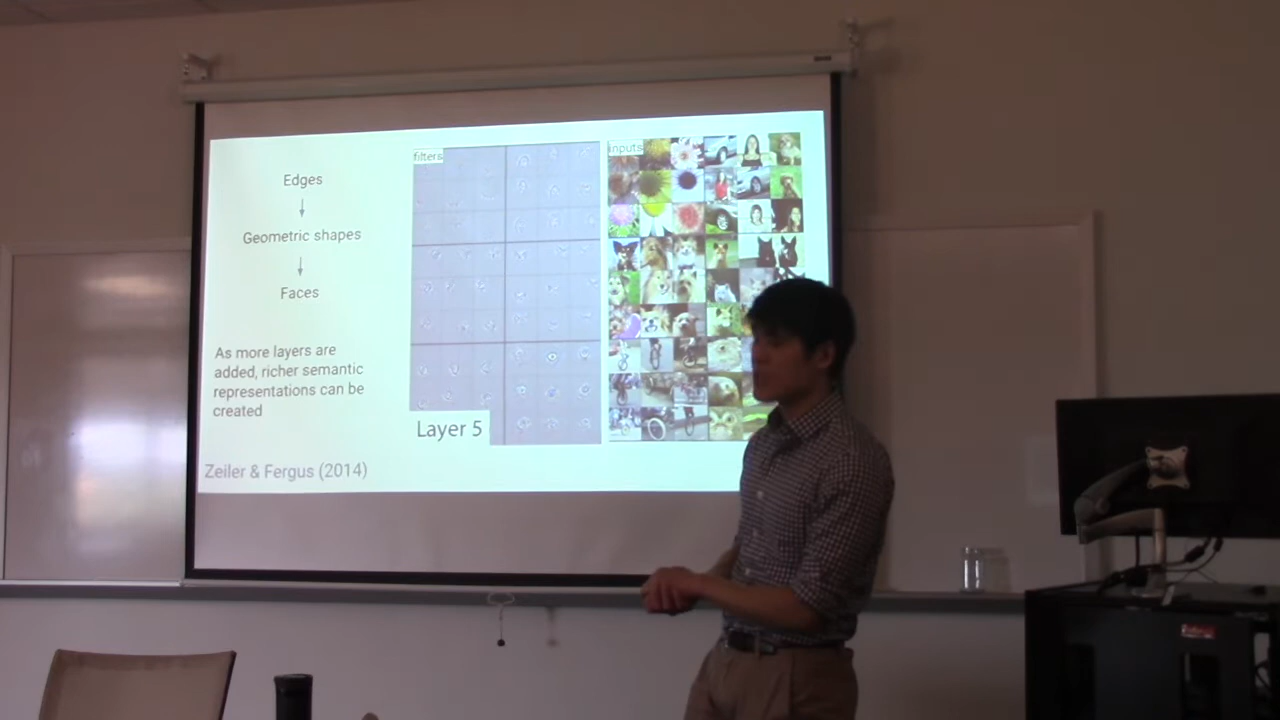 Edges
Geometric shapes
Faces
As more layers are
added, richer semantic
representations can be
created
Zeiler & Fergus (2014)
filters
Layer 5
inputs